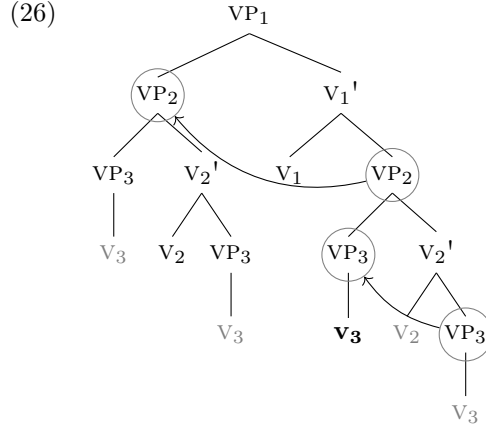 (26)
VP₁
VP₂ V₁'
VP₃ V₂' V₁ VP₂
V₃ V₂ VP₃ VP₃ V₂'
V₃ v₃ V₂ VP₃
V₃